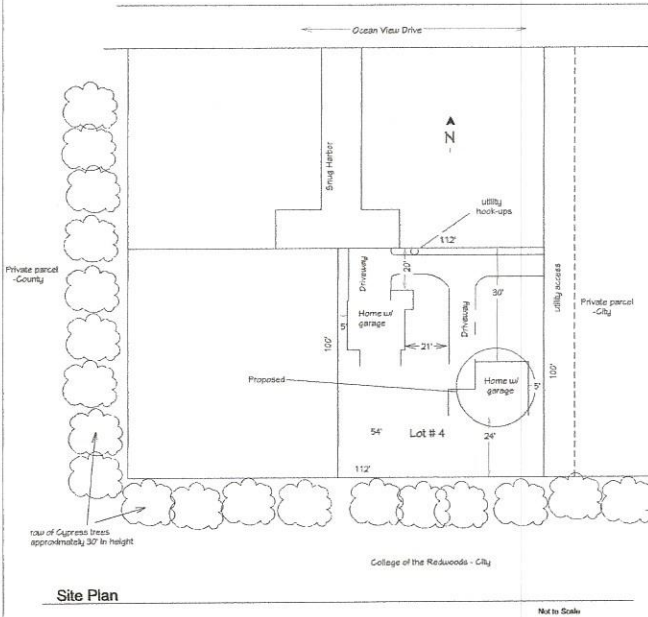 Ocean View Drive
N
Snug Harbor
utility
hook-ups
112'
Driveway
20'
30'
utility access
Private parcel
-County
Private parcel
-City
Home w/
garage
5'
21'
Driveway
100'
100'
Proposed
Home w/
garage
5'
54'
Lot # 4
24'
112'
row of Cypress trees
approximately 30' in height
College of the Redwoods - City
Site Plan
Not to Scale